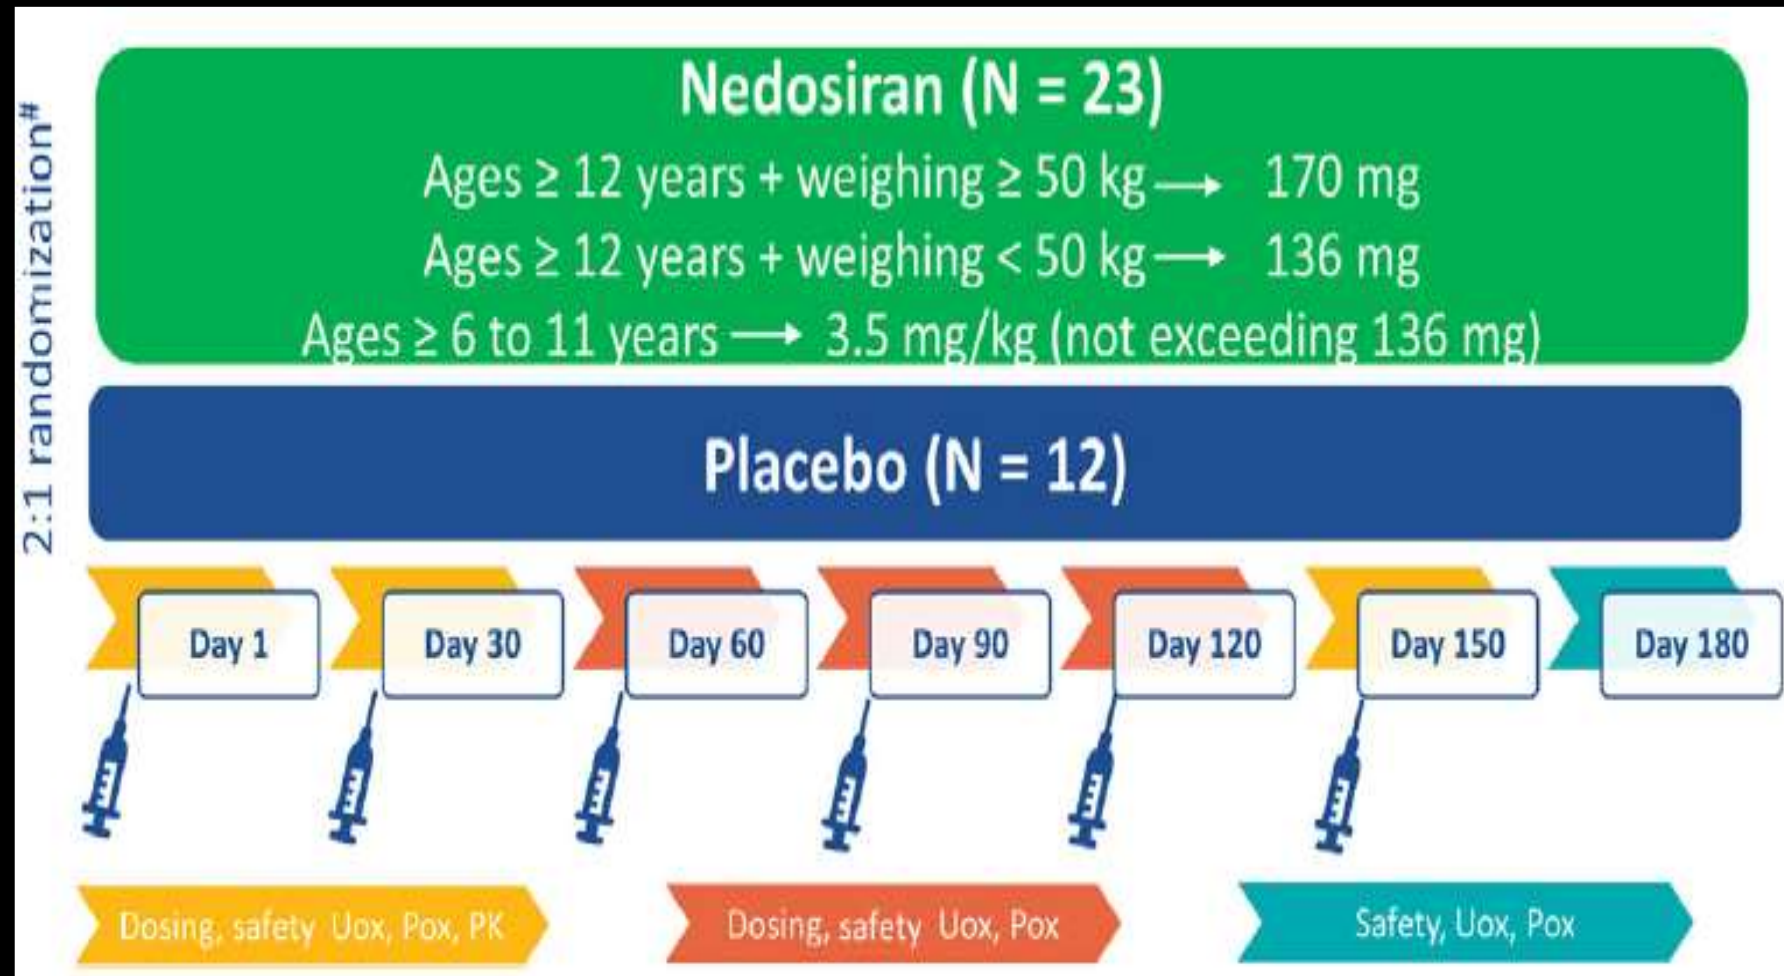 2:1 randomization#
Nedosiran (N = 23)
Ages ≥ 12 years + weighing ≥ 50 kg → 170 mg
Ages ≥ 12 years + weighing < 50 kg → 136 mg
Ages ≥ 6 to 11 years → 3.5 mg/kg (not exceeding 136 mg)
Placebo (N = 12)
Day 1
Day 30
Day 60
Day 90
Day 120
Day 150
Day 180
Dosing, safety Uox, Pox, PK
Dosing, safety Uox, Pox
Safety, Uox, Pox